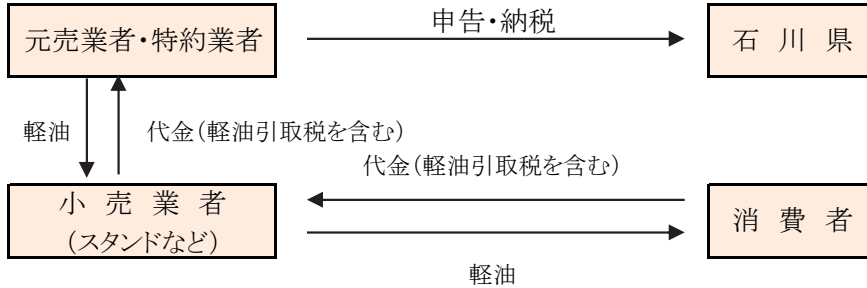 元売業者・特約業者
申告・納税
石川県
軽油
代金(軽油引取税を含む)
代金(軽油引取税を含む)
小売業者
(スタンドなど)
消費者
軽油